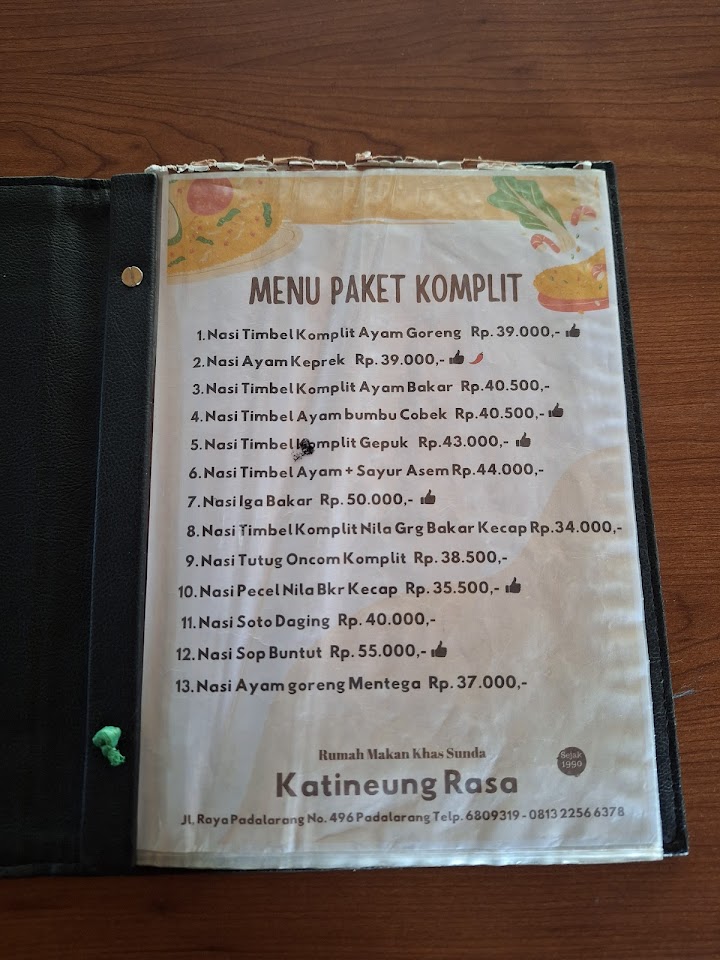 MENU PAKET KOMPLIT
1. Nasi Timbel Komplit Ayam Goreng Rp. 39.000,-
2. Nasi Ayam Keprek Rp. 39.000,-
3. Nasi Timbel Komplit Ayam Bakar Rp.40.500,-
4. Nasi Timbel Ayam bumbu Cobek Rp.40.500,-
5. Nasi Timbel Komplit Gepuk Rp.43.000,-
6. Nasi Timbel Ayam + Sayur Asem Rp.44.000,-
7. Nasi Iga Bakar Rp. 50.000,-
8. Nasi Timbel Komplit Nila Grg Bakar Kecap Rp.34.000,-
9. Nasi Tutug Oncom Komplit Rp. 38.500,-
10. Nasi Pecel Nila Bkr Kecap Rp. 35.500,-
11. Nasi Soto Daging Rp. 40.000,-
12. Nasi Sop Buntut Rp. 55.000,-
13. Nasi Ayam goreng Mentega Rp. 37.000,-
Rumah Makan Khas Sunda
Katineung Rasa
Sejak
1990
Jl. Raya Padalarang No. 496 Padalarang Telp. 6809319 - 0813 2256 6378